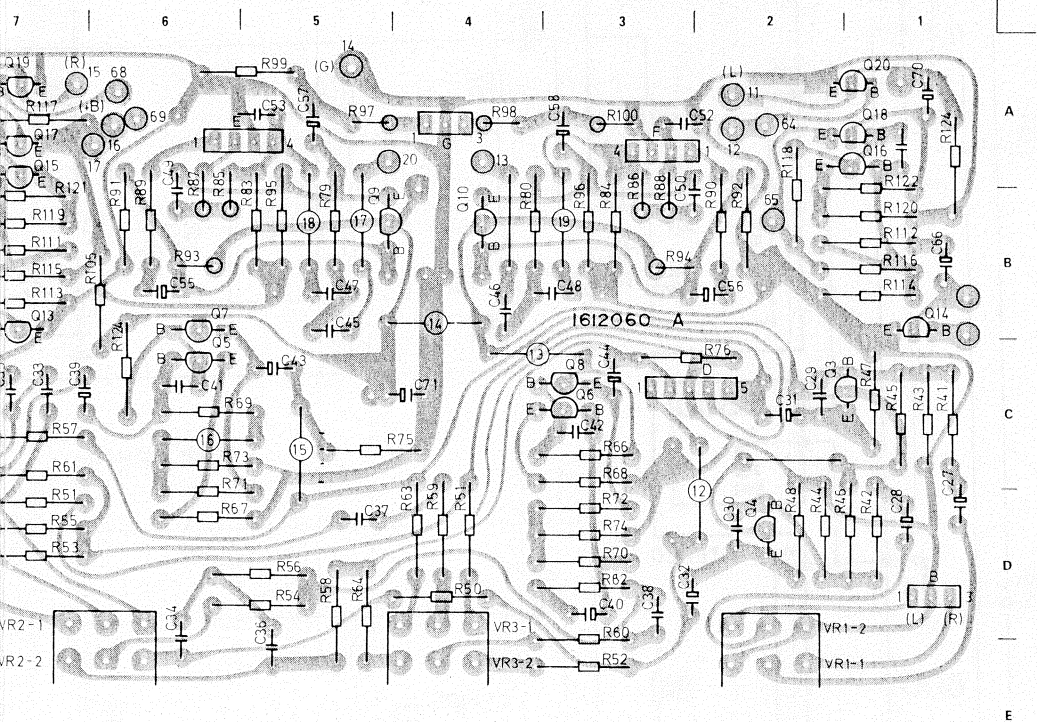 7 6 5 4 3 2 1
Q19 (R) 15 68 R99 (G) 14 (L) 11 Q20 C70
E E B
R117 (+B) 69 C53 C57 R97 R98 C58 R100 C52 Q18 A
E 1 G 3 F 12 64 R124
Q17 16 1 4 4 1 E B
17 20 13 R118 Q16
Q15 E B
E
R121 R91 R89 R87 R85 R83 R95 R79 Q9 E Q10 E R80 R96 R84 R86 R88 C50 R90 R92 R122
R119 18 17 19 65 R120
R111 B B R112
R93 R94 C66 B
R115 R105 R116
C55 C47 C46 C48 C56
R113 R114
Q13 Q7 14 1612060 A Q14
E B E C45 B E
Q5 13 R76
B E C43 Q8 C44 D Q3 B R47
C33 C39 C41 C71 B E 1 5 C29
Q6 C31 E R45 R43 R41 C
R69 E B
R57 C42
16 15 R75 R66
R61 R73 R68
R51 R71 R63 R59 12 C30 Q4 B R48 R44 R46 R42 C28 C27
R67 C37 R72
R55 R74 E
R53 R70
R56 R58 R64 R82 C32 B D
R54 R50 1 3
C34 C36 C40 C38 (L) (R)
VR2-1 VR3-1 R60 VR1-2
VR2-2 VR3-2 R52 VR1-1
E